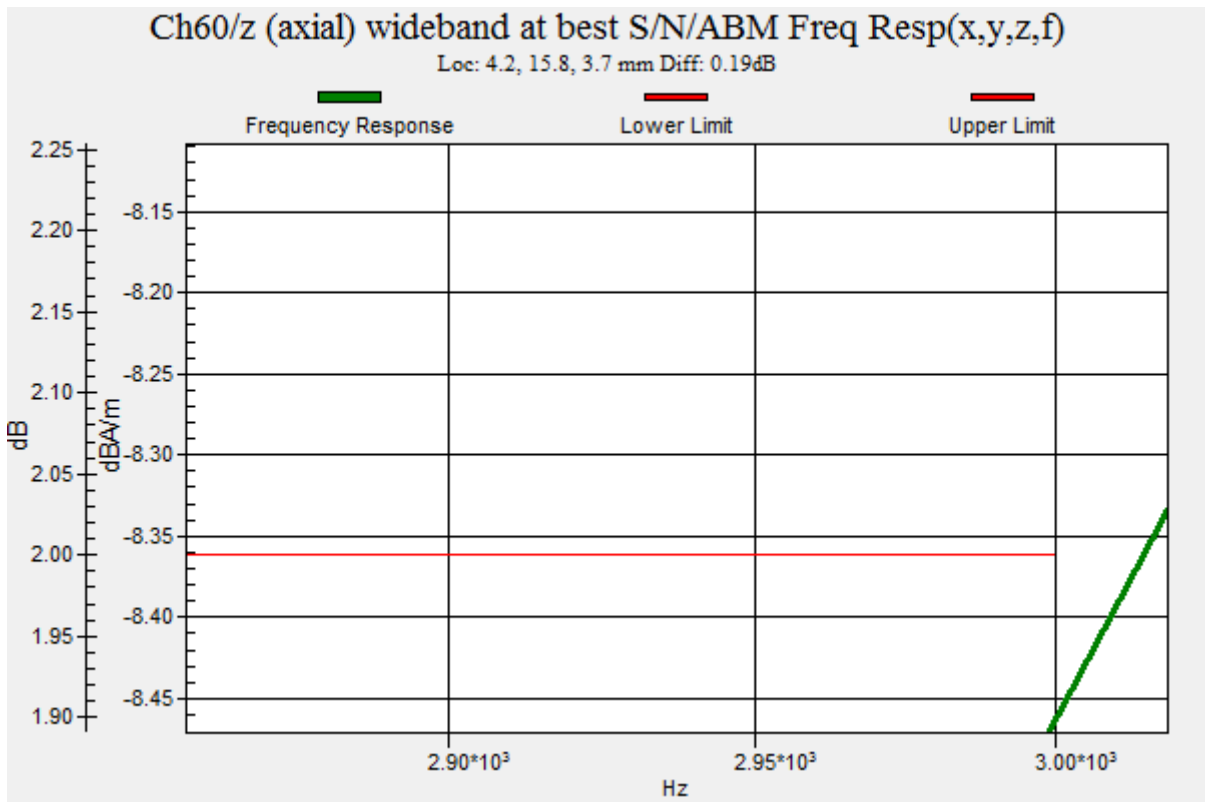 Ch60/z (axial) wideband at best S/N/ABM Freq Resp(x,y,z,f)
Loc: 4.2, 15.8, 3.7 mm Diff: 0.19dB
Frequency Response Lower Limit Upper Limit
2.25
2.20
2.15
2.10
2.05
2.00
1.95
1.90
dB
-8.15
-8.20
-8.25
-8.30
-8.35
-8.40
-8.45
dBA/m
2.90*10³ 2.95*10³ 3.00*10³
Hz